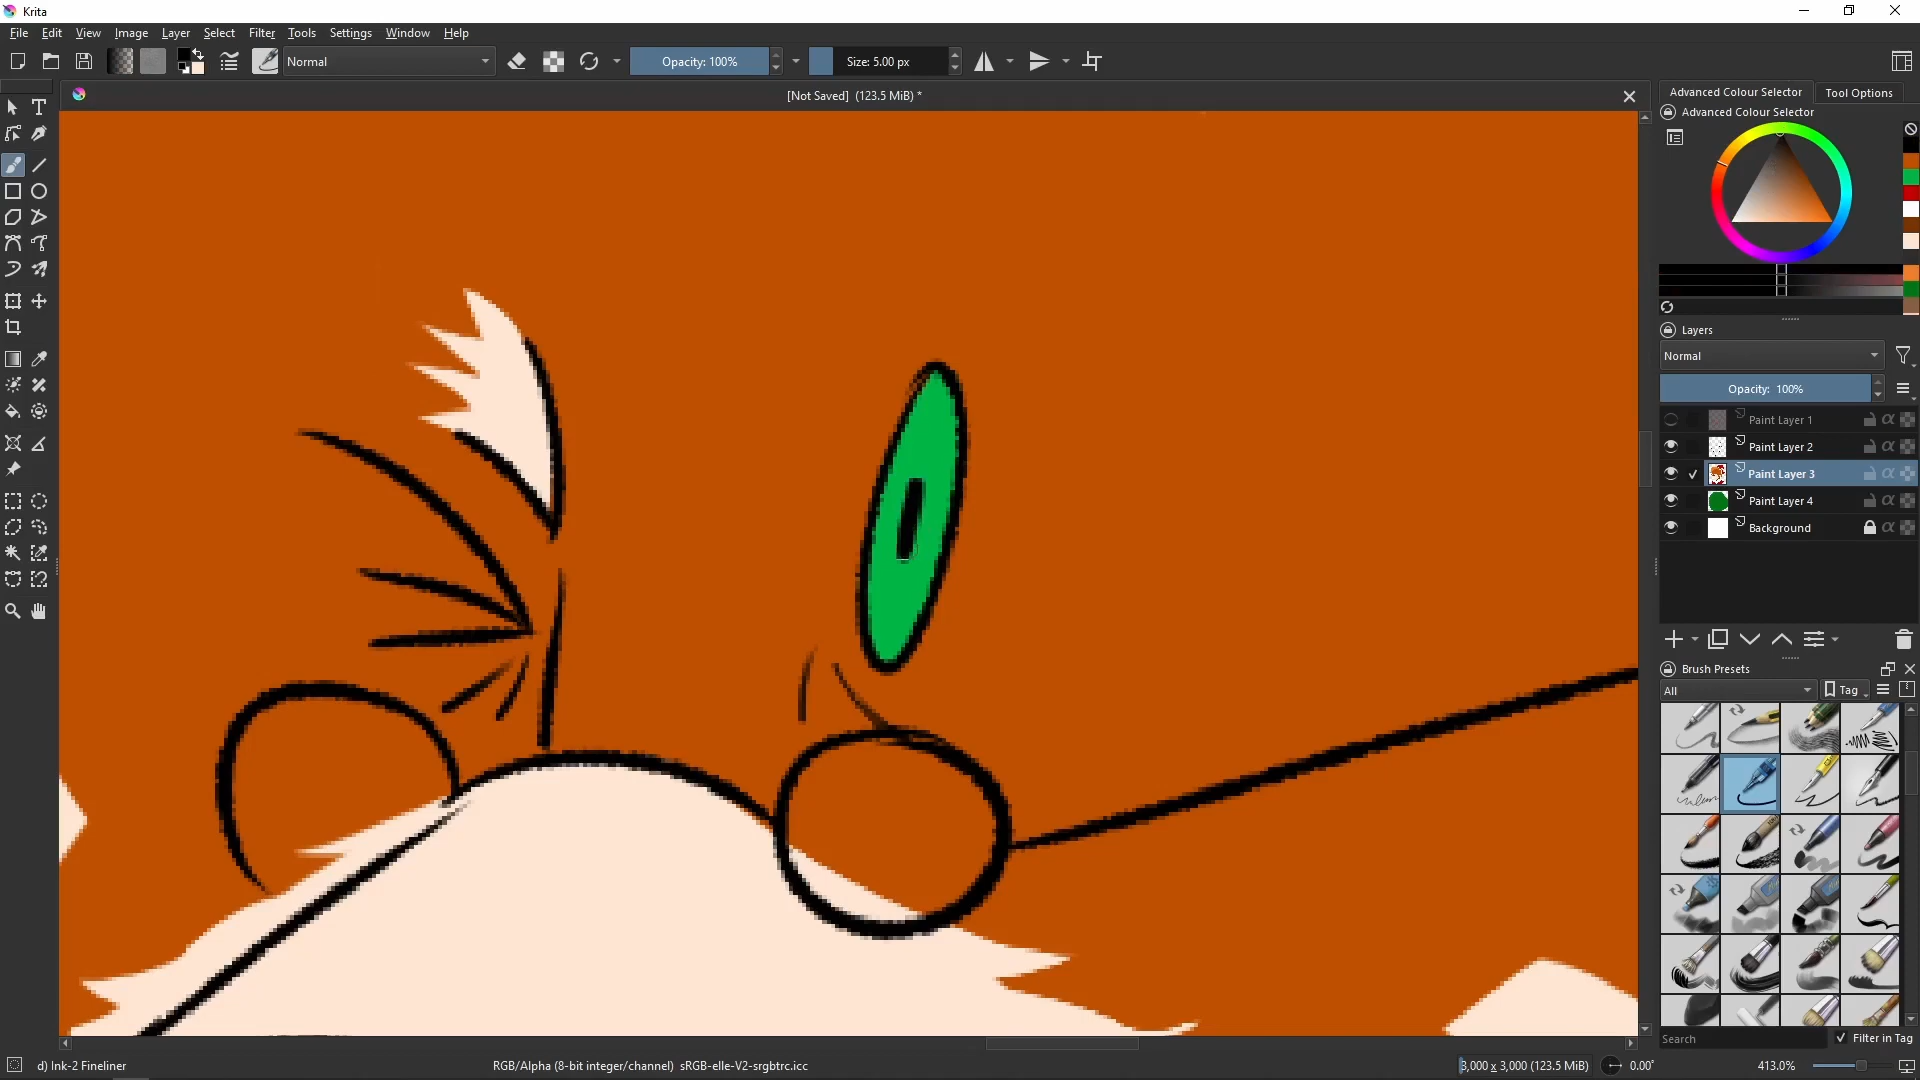 Krita
File Edit View Image Layer Select Filter Tools Settings Window Help
Normal
Opacity: 100%
Size: 5.00 px
[Not Saved] (123.5 MiB) *
Advanced Colour Selector
Tool Options
Advanced Colour Selector
Layers
Normal
Opacity: 100%
Paint Layer 1
Paint Layer 2
Paint Layer 3
Paint Layer 4
Background
Brush Presets
All
Tag
Search
Filter in Tag
d) Ink-2 Fineliner
RGB/Alpha (8-bit integer/channel) sRGB-elle-V2-srgbtrc.icc
3,000 x 3,000 (123.5 MiB)
0.00°
413.0%